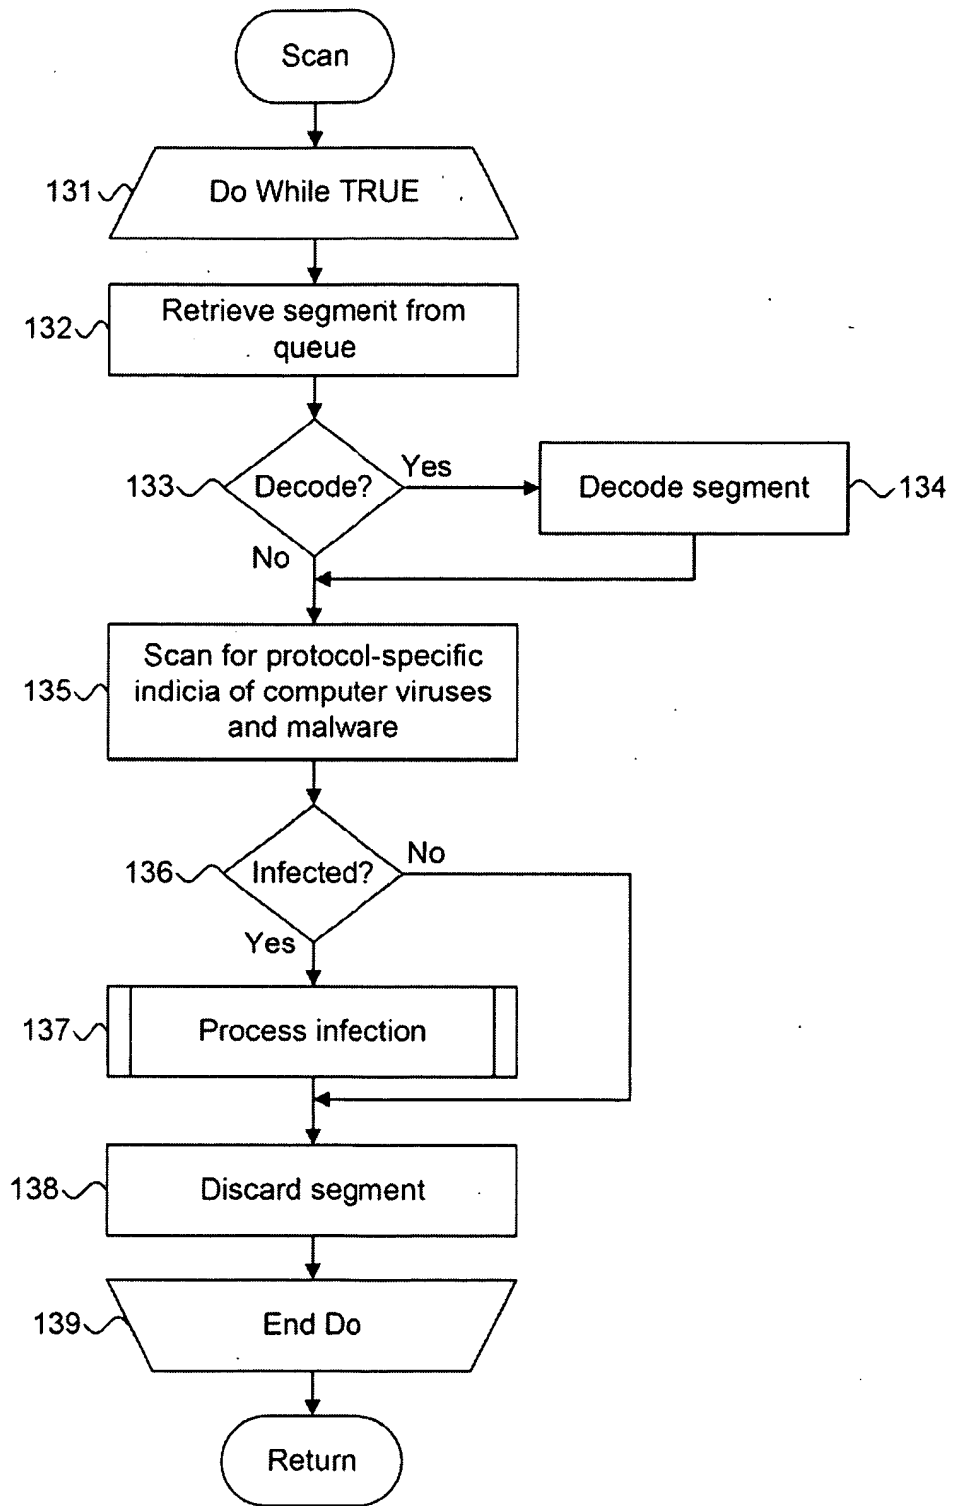 Scan
131
Do While TRUE
132
Retrieve segment from
queue
133
Decode?
Yes
Decode segment
134
No
135
Scan for protocol-specific
indicia of computer viruses
and malware
136
Infected?
No
Yes
137
Process infection
138
Discard segment
139
End Do
Return